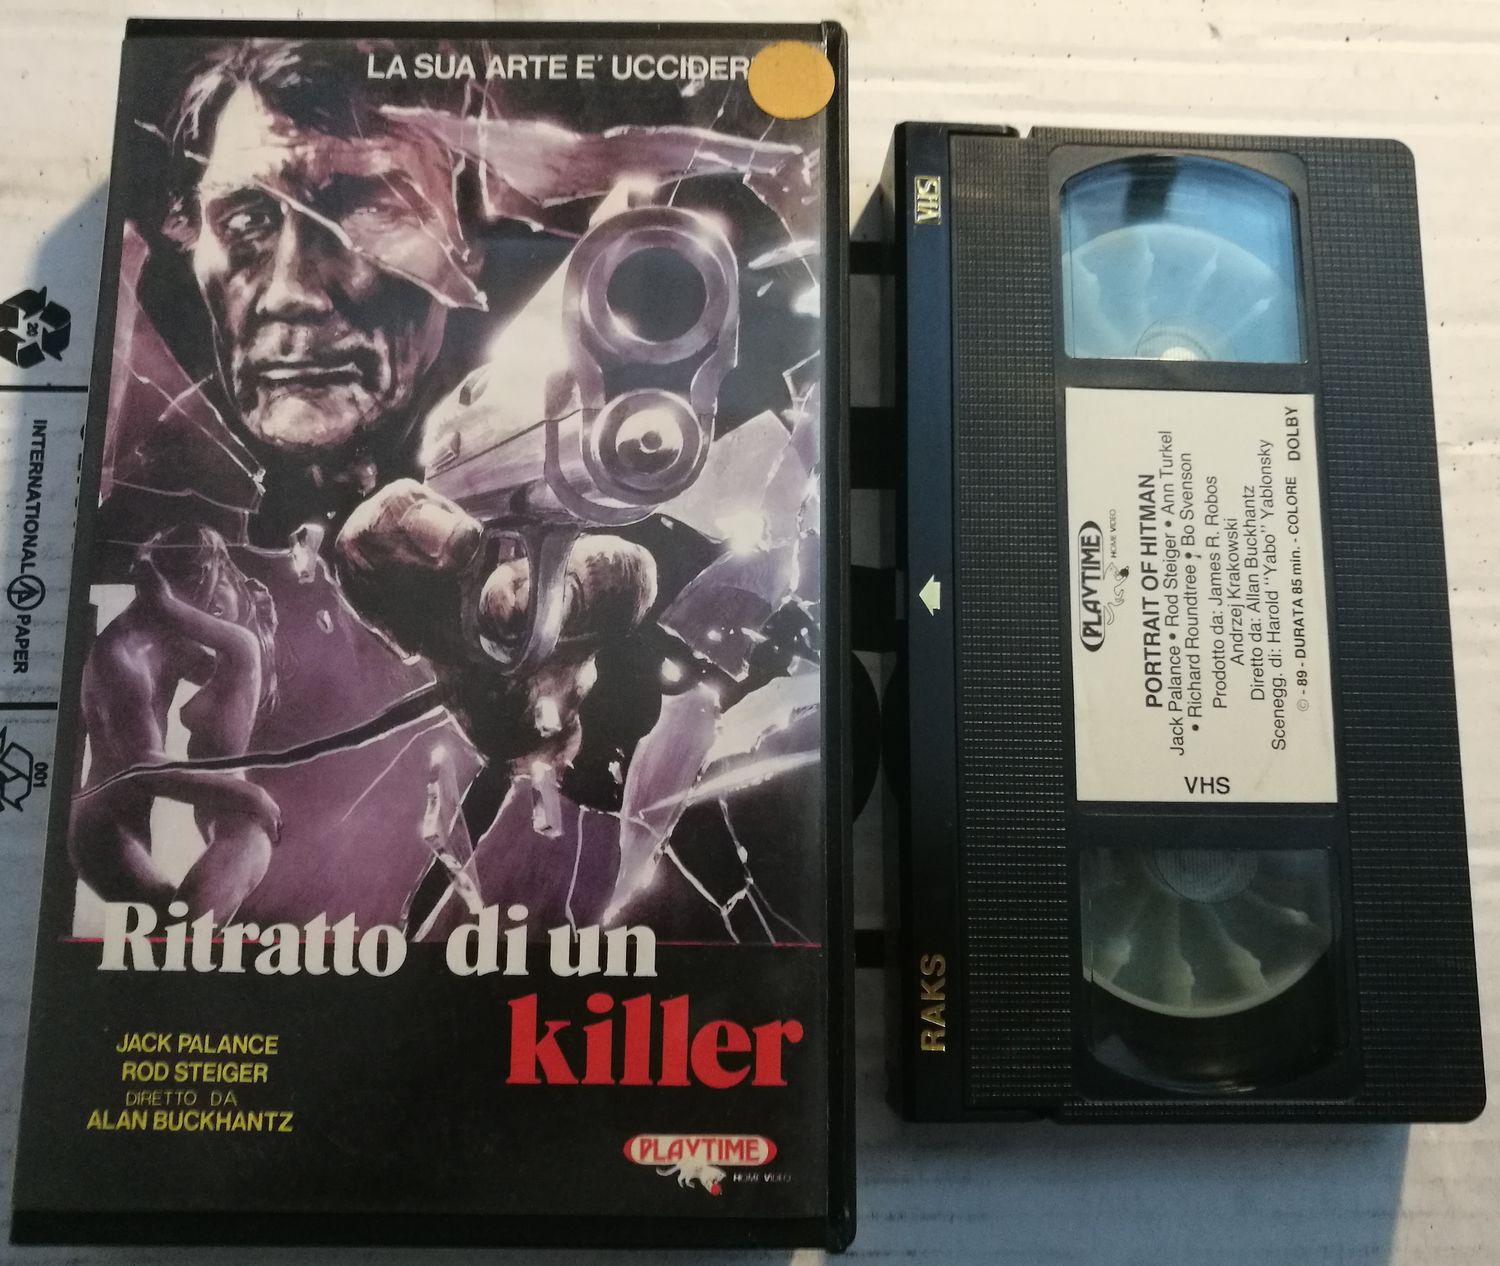 LA SUA ARTE E' UCCIDER
Ritratto di un
killer
JACK PALANCE
ROD STEIGER
DIRETTO DA
ALAN BUCKHANTZ
PLAYTIME
HOME VIDEO
VHS
RAKS
PLAYTIME
HOME VIDEO
PORTRAIT OF HITMAN
Jack Palance • Rod Steiger • Ann Turkel
• Richard Roundtree • Bo Svenson
Prodotto da: James R. Robos
Andrzej Krakowski
Diretto da: Allan Buckhantz
Scenegg. di: Harold "Yabo" Yablonsky
© - 89 - DURATA 85 min. - COLORE DOLBY
VHS
20
INTERNATIONAL PAPER
001